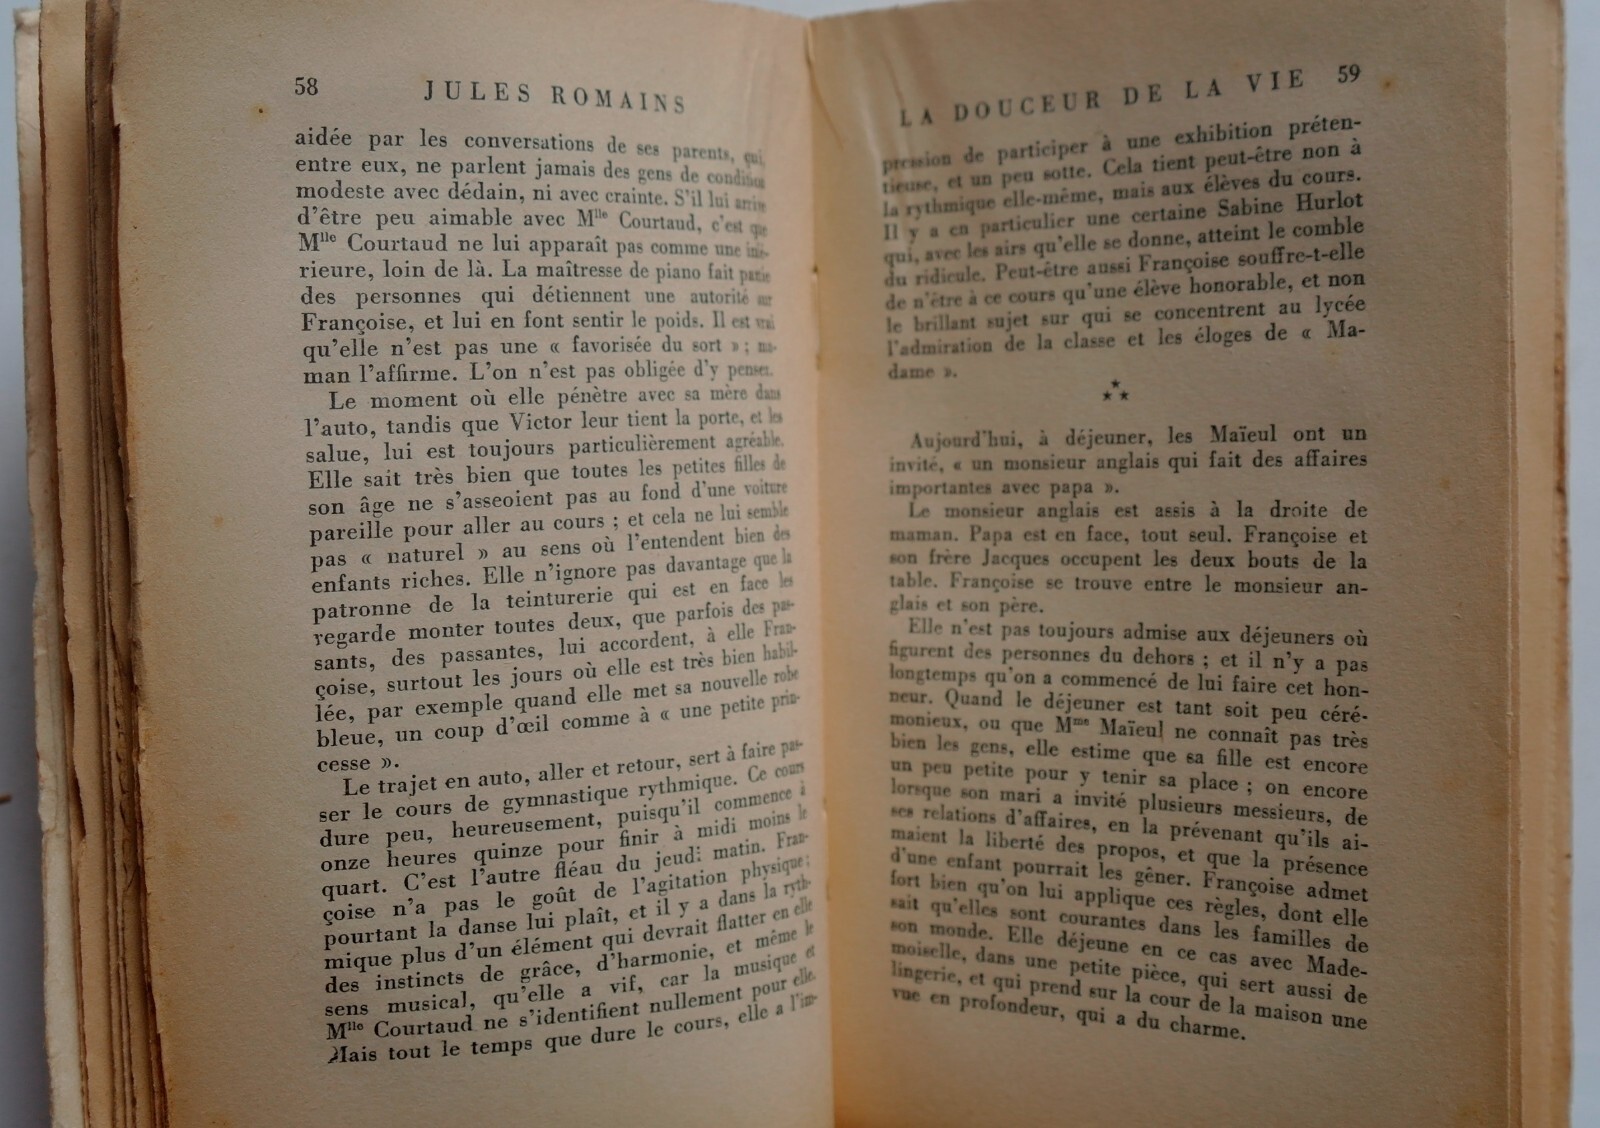 58 JULES ROMAINS
aidée par les conversations de ses parents, qui,
entre eux, ne parlent jamais des gens de condition
modeste avec dédain, ni avec crainte. S'il lui arrive
d'être peu aimable avec Mlle Courtaud, c'est que
Mlle Courtaud ne lui apparaît pas comme une infé-
rieure, loin de là. La maîtresse de piano fait partie
des personnes qui détiennent une autorité sur
Françoise, et lui en font sentir le poids. Il est vrai
qu'elle n'est pas une « favorisée du sort » ; ma-
man l'affirme. L'on n'est pas obligée d'y penser.
Le moment où elle pénètre avec sa mère dans
l'auto, tandis que Victor leur tient la porte, et les
salue, lui est toujours particulièrement agréable.
Elle sait très bien que toutes les petites filles de
son âge ne s'asseoient pas au fond d'une voiture
pareille pour aller au cours ; et cela ne lui semble
pas « naturel » au sens où l'entendent bien des
enfants riches. Elle n'ignore pas davantage que la
patronne de la teinturerie qui est en face les
regarde monter toutes deux, que parfois des pas-
sants, des passantes, lui accordent, à elle Fran-
çoise, surtout les jours où elle est très bien habil-
lée, par exemple quand elle met sa nouvelle robe
bleue, un coup d'œil comme à « une petite prin-
cesse ».
Le trajet en auto, aller et retour, sert à faire pas-
ser le cours de gymnastique rythmique. Ce cours
dure peu, heureusement, puisqu'il commence à
onze heures quinze pour finir à midi moins le
quart. C'est l'autre fléau du jeudi matin. Fran-
çoise n'a pas le goût de l'agitation physique ;
pourtant la danse lui plaît, et il y a dans la ryth-
mique plus d'un élément qui devrait flatter en elle
des instincts de grâce, d'harmonie, et même le
sens musical, qu'elle a vif, car la musique et
Mlle Courtaud ne s'identifient nullement pour elle.
Mais tout le temps que dure le cours, elle a l'im-
LA DOUCEUR DE LA VIE 59
pression de participer à une exhibition préten-
tieuse, et un peu sotte. Cela tient peut-être non à
la rythmique elle-même, mais aux élèves du cours.
Il y a en particulier une certaine Sabine Hurlot
qui, avec les airs qu'elle se donne, atteint le comble
du ridicule. Peut-être aussi Françoise souffre-t-elle
de n'être à ce cours qu'une élève honorable, et non
le brillant sujet sur qui se concentrent au lycée
l'admiration de la classe et les éloges de « Ma-
dame ».
⁂
Aujourd'hui, à déjeuner, les Maïeul ont un
invité, « un monsieur anglais qui fait des affaires
importantes avec papa ».
Le monsieur anglais est assis à la droite de
maman. Papa est en face, tout seul. Françoise et
son frère Jacques occupent les deux bouts de la
table. Françoise se trouve entre le monsieur an-
glais et son père.
Elle n'est pas toujours admise aux déjeuners où
figurent des personnes du dehors ; et il n'y a pas
longtemps qu'on a commencé de lui faire cet hon-
neur. Quand le déjeuner est tant soit peu céré-
monieux, ou que Mme Maïeul ne connaît pas très
bien les gens, elle estime que sa fille est encore
un peu petite pour y tenir sa place ; on encore
lorsque son mari a invité plusieurs messieurs, de
ses relations d'affaires, en la prévenant qu'ils ai-
maient la liberté des propos, et que la présence
d'une enfant pourrait les gêner. Françoise admet
fort bien qu'on lui applique ces règles, dont elle
sait qu'elles sont courantes dans les familles de
son monde. Elle déjeune en ce cas avec Made-
moiselle, dans une petite pièce, qui sert aussi de
lingerie, et qui prend sur la cour de la maison une
vue en profondeur, qui a du charme.